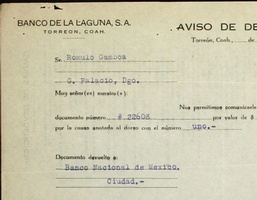 BANCO DE LA LAGUNA, S. A.
TORREON, COAH.
AVISO DE DE
Torreón, Coah.,
Sr. Romulo Gamboa
G. Palacio, Dgo.
Muy señor(es) nuestro(s):
Nos permitimos comunicarle
documento número # 22603 por valor de $
por la causa anotada al dorso con el número uno.-
Documento devuelto a:
Banco Nacional de Mexico.
Ciudad.-